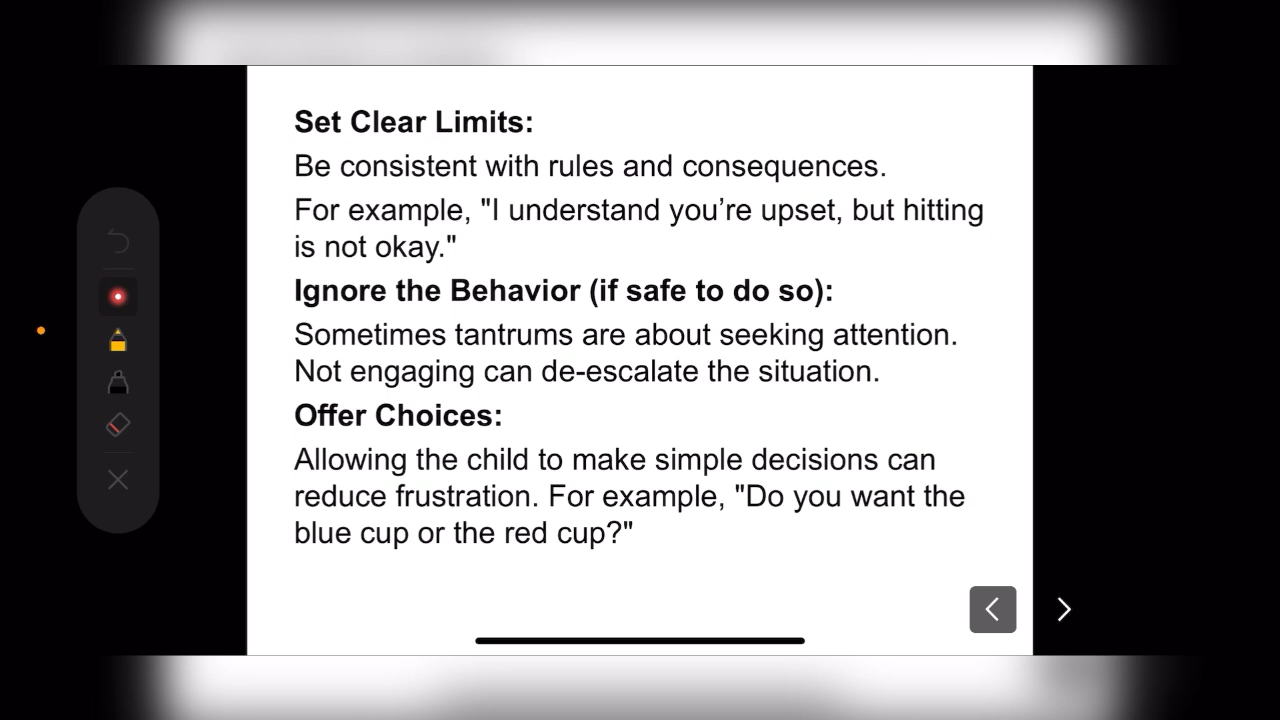 Set Clear Limits:
Be consistent with rules and consequences.
For example, "I understand you’re upset, but hitting
is not okay."
Ignore the Behavior (if safe to do so):
Sometimes tantrums are about seeking attention.
Not engaging can de-escalate the situation.
Offer Choices:
Allowing the child to make simple decisions can
reduce frustration. For example, "Do you want the
blue cup or the red cup?"